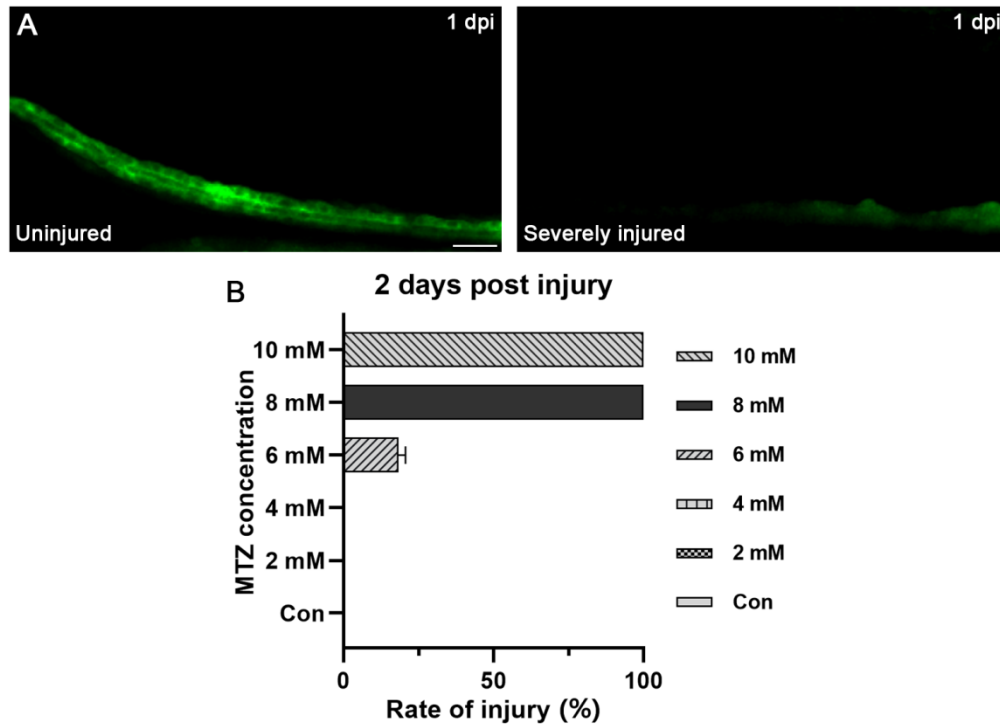 A
1 dpi
Uninjured
1 dpi
Severely injured
B
2 days post injury
MTZ concentration
10 mM
8 mM
6 mM
4 mM
2 mM
Con
0
50
100
Rate of injury (%)
10 mM
8 mM
6 mM
4 mM
2 mM
Con